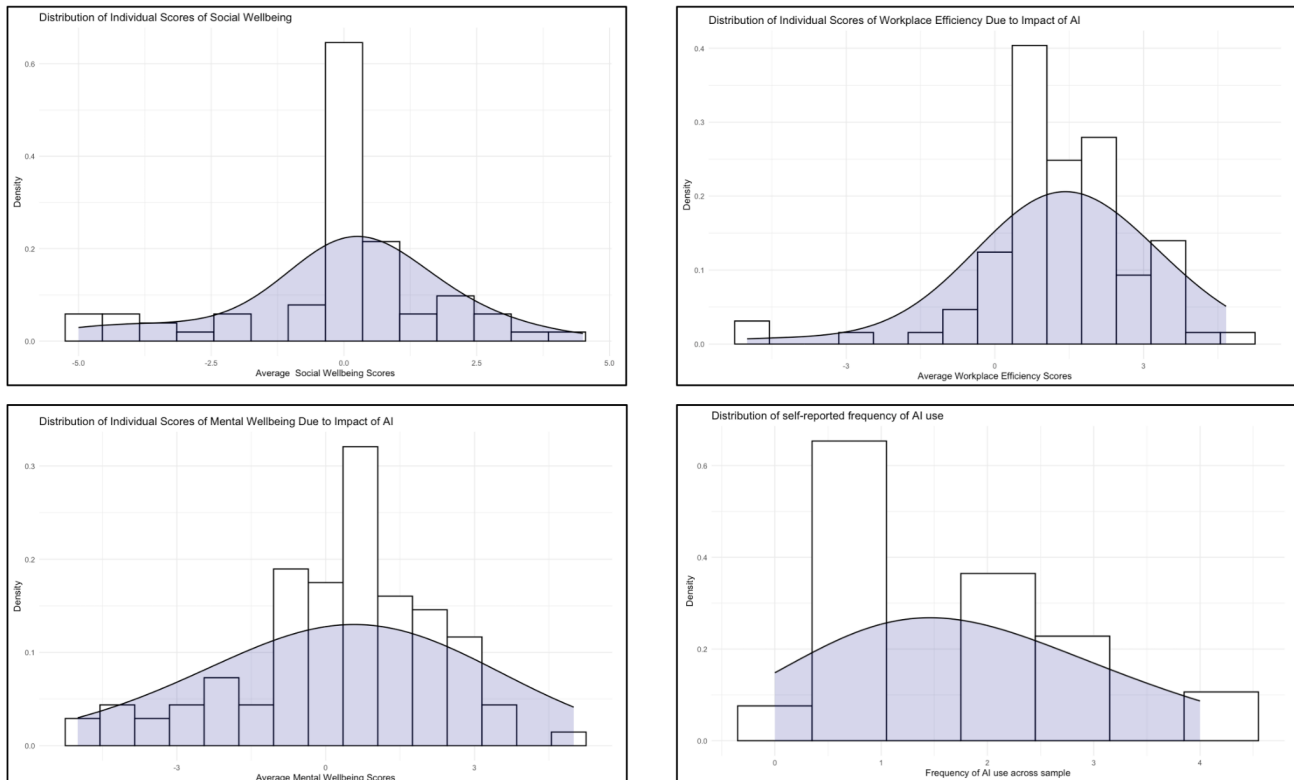 Distribution of Individual Scores of Social Wellbeing
0.6
0.4
0.2
0.0
Density
-5.0 -2.5 0.0 2.5 5.0
Average Social Wellbeing Scores
Distribution of Individual Scores of Workplace Efficiency Due to Impact of AI
0.4
0.3
0.2
0.1
0.0
Density
-3 0 3
Average Workplace Efficiency Scores
Distribution of Individual Scores of Mental Wellbeing Due to Impact of AI
0.3
0.2
0.1
0.0
Density
-3 0 3
Average Mental Wellbeing Scores
Distribution of self-reported frequency of AI use
0.6
0.4
0.2
0.0
Density
0 1 2 3 4
Frequency of AI use across sample